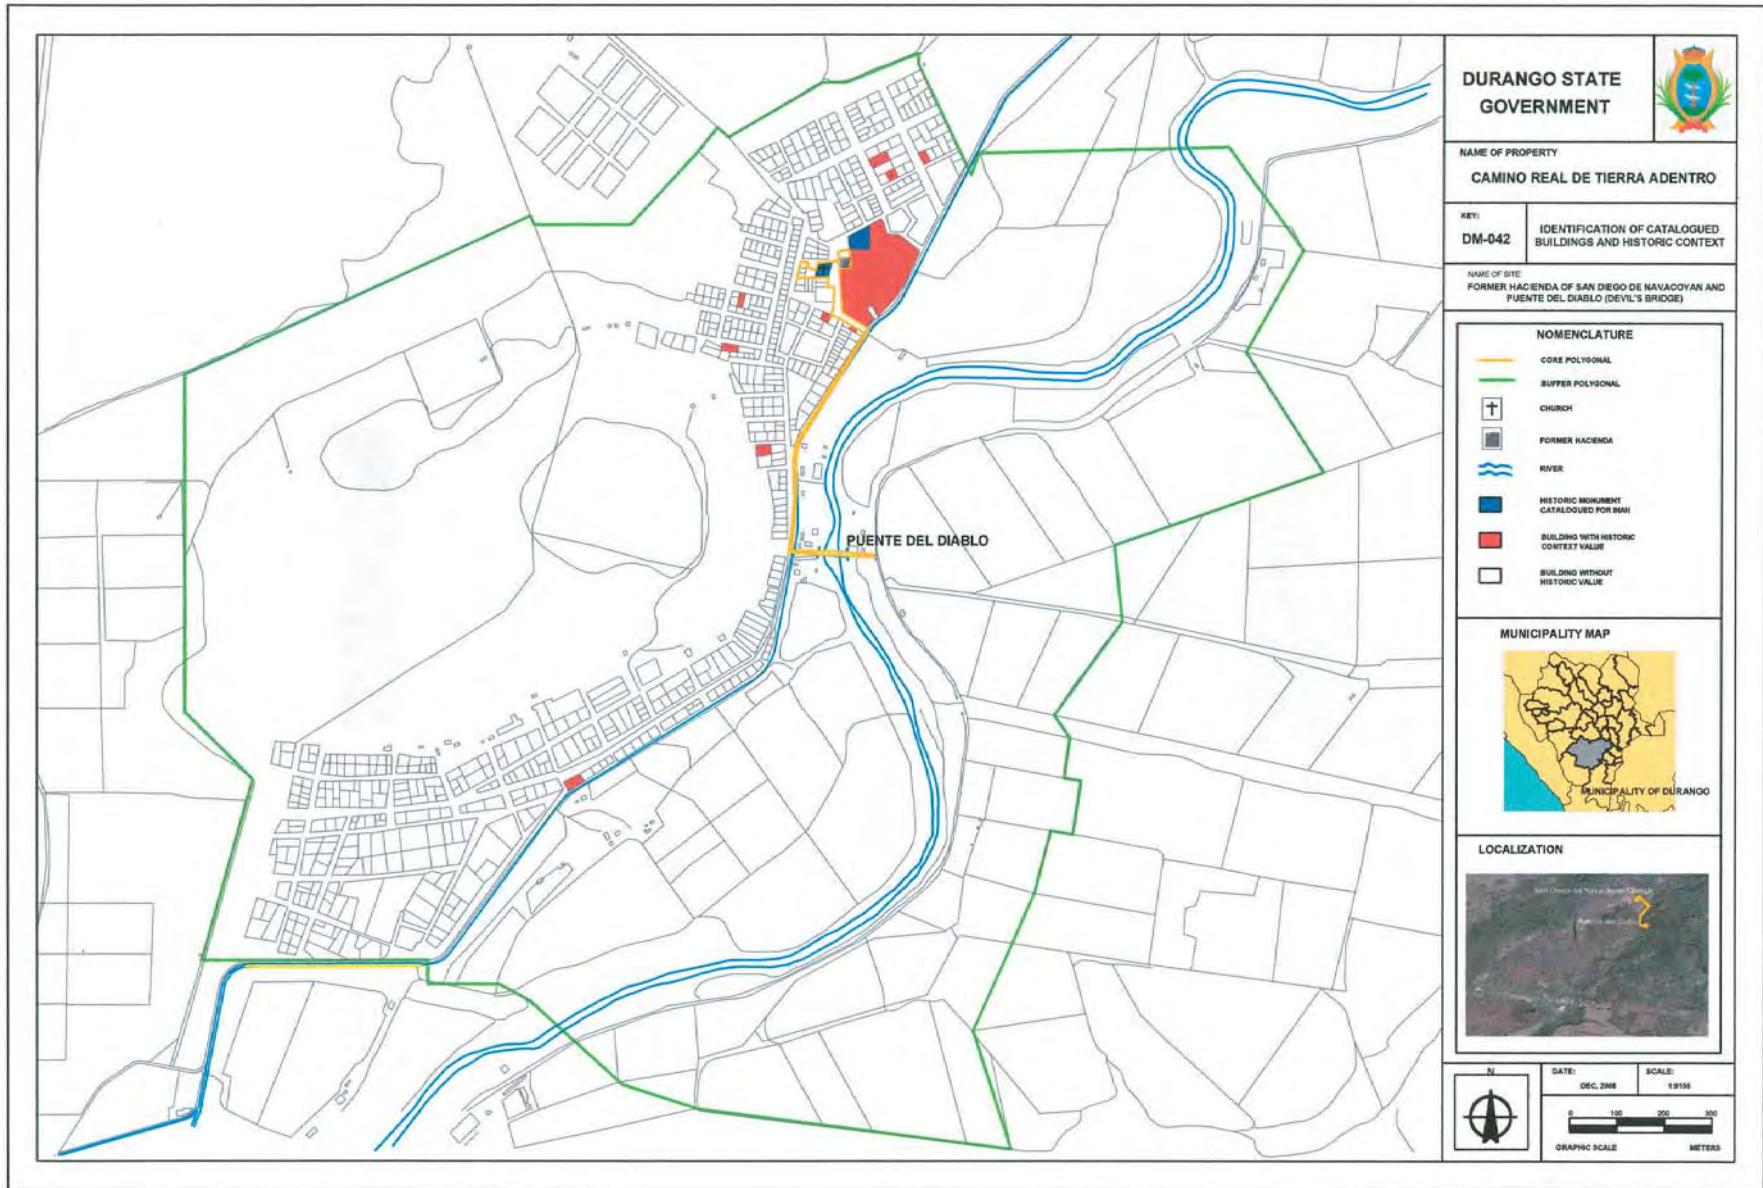 DURANGO STATE
GOVERNMENT
NAME OF PROPERTY
CAMINO REAL DE TIERRA ADENTRO
KEY:
DM-042
IDENTIFICATION OF CATALOGUED
BUILDINGS AND HISTORIC CONTEXT
NAME OF SITE
FORMER HACIENDA OF SAN DIEGO DE NAVACOYAN AND
PUENTE DEL DIABLO (DEVIL'S BRIDGE)
NOMENCLATURE
CORE POLYGONAL
BUFFER POLYGONAL
CHURCH
FORMER HACIENDA
RIVER
HISTORIC MONUMENT
CATALOGUED FOR INAH
BUILDING WITH HISTORIC
CONTEXT VALUE
BUILDING WITHOUT
HISTORIC VALUE
PUENTE DEL DIABLO
MUNICIPALITY MAP
MUNICIPALITY OF DURANGO
LOCALIZATION
N
DATE:
DEC, 2008
SCALE:
1:9155
0 100 200 300
GRAPHIC SCALE METERS